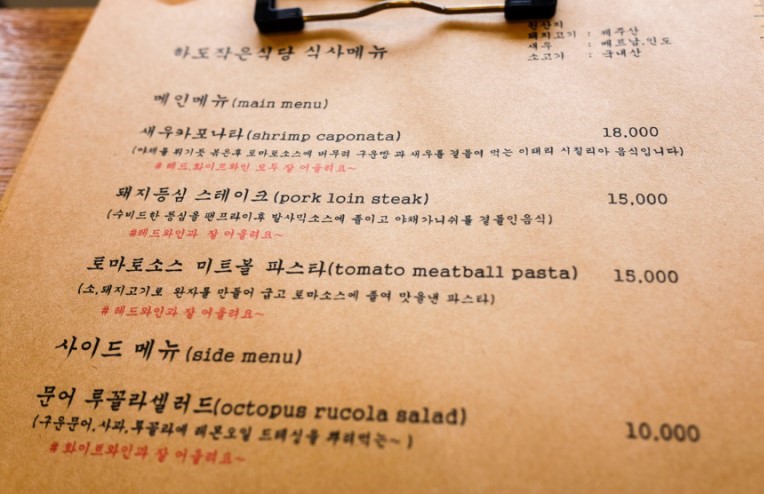 하도작은식당 식사메뉴
원산지
돼지고기 : 제주산
새우 : 베트남,인도
소고기 : 국내산
메인메뉴(main menu)
새우카포나타(shrimp caponata) 18,000
(야채를 튀기듯 볶은후 토마토소스에 버무려 구운빵 과 새우를 곁들여 먹는 이태리 시칠리아 음식입니다)
# 레드,화이트와인 모두 잘 어울려요~
돼지등심 스테이크(pork loin steak) 15,000
(수비드한 등심을 팬프라이후 발사믹소스에 졸이고 야채가니쉬를 곁들인음식)
#레드와인과 잘 어울려요~
토마토소스 미트볼 파스타(tomato meatball pasta) 15,000
(소,돼지고기로 완자를 만들어 굽고 토마소스에 졸여 맛을낸 파스타)
# 레드와인과 잘 어울려요~
사이드 메뉴(side menu)
문어 루꼴라샐러드(octopus rucola salad) 10,000
(구운문어,사과,루꼴라에 레몬오일 드레싱을 뿌려먹는~ )
# 화이트와인과 잘 어울려요~